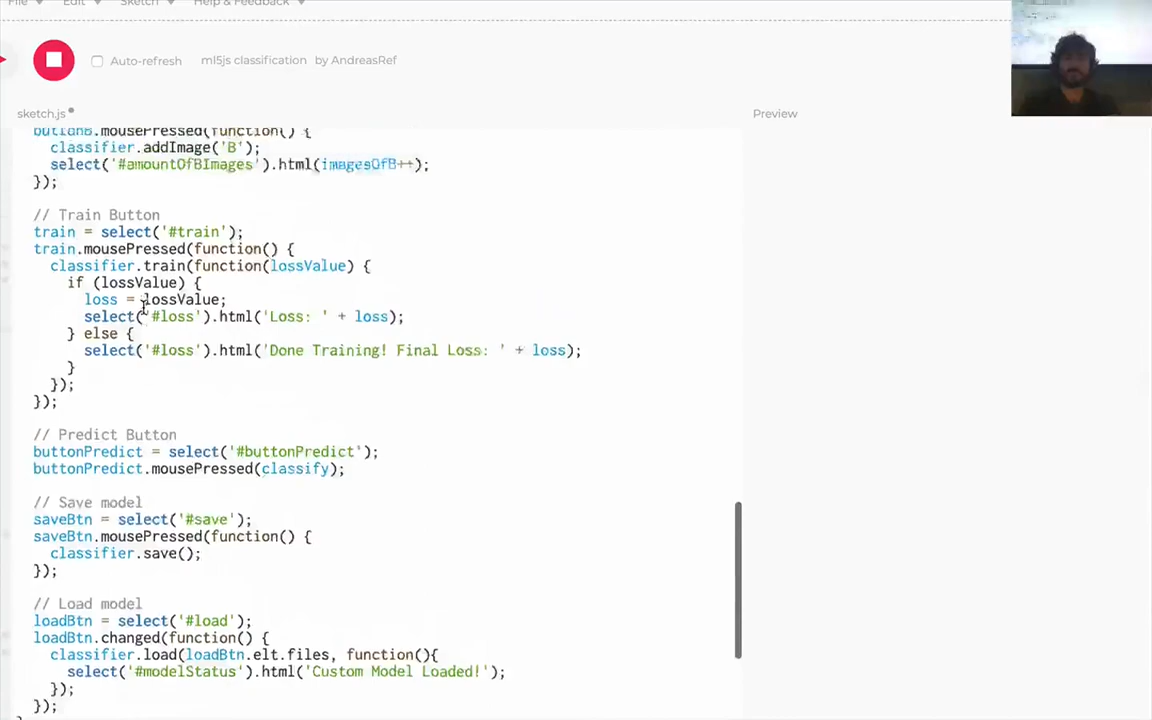 File Edit Sketch Help & Feedback
Auto-refresh ml5js classification by AndreasRef
sketch.js Preview
buttonB.mousePressed(function() {
classifier.addImage('B');
select('#amountOfBImages').html(imagesOfB++);
});
// Train Button
train = select('#train');
train.mousePressed(function() {
classifier.train(function(lossValue) {
if (lossValue) {
loss = lossValue;
select('#loss').html('Loss: ' + loss);
} else {
select('#loss').html('Done Training! Final Loss: ' + loss);
}
});
});
// Predict Button
buttonPredict = select('#buttonPredict');
buttonPredict.mousePressed(classify);
// Save model
saveBtn = select('#save');
saveBtn.mousePressed(function() {
classifier.save();
});
// Load model
loadBtn = select('#load');
loadBtn.changed(function() {
classifier.load(loadBtn.elt.files, function(){
select('#modelStatus').html('Custom Model Loaded!');
});
});